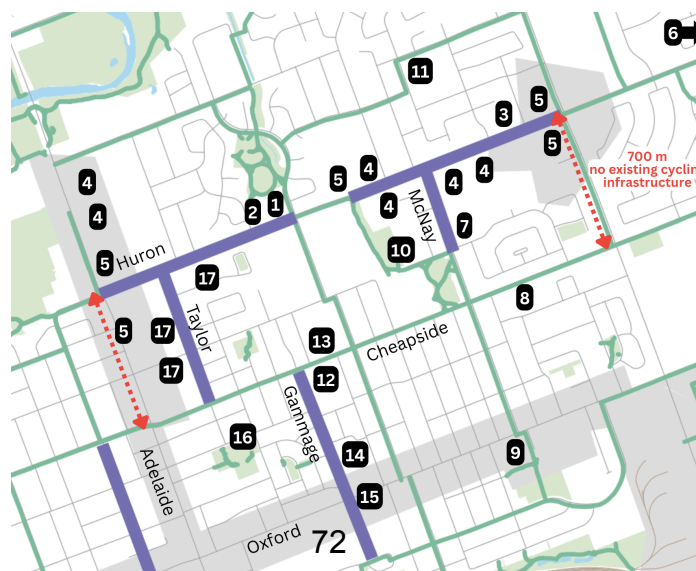 6
11
3
5
5
700 m
no existing cyclin
infrastructure
4
5
4
4
4
4
4
McNay
2
1
7
10
5
Huron
17
8
5
17
Taylor
13
Cheapside
17
12
Gammage
16
14
9
Adelaide
15
Oxford
72